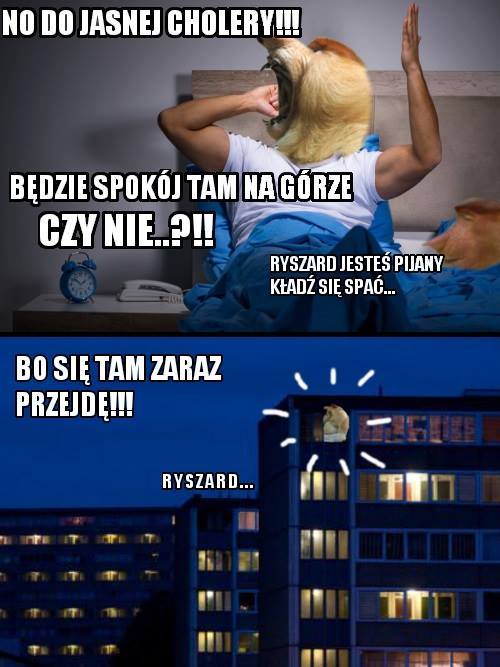 NO DO JASNEJ CHOLERY!!!
BĘDZIE SPOKÓJ TAM NA GÓRZE
CZY NIE..?!!
RYSZARD JESTEŚ PIJANY
KŁADŹ SIĘ SPAĆ...
BO SIĘ TAM ZARAZ
PRZEJDĘ!!!
RYSZARD...